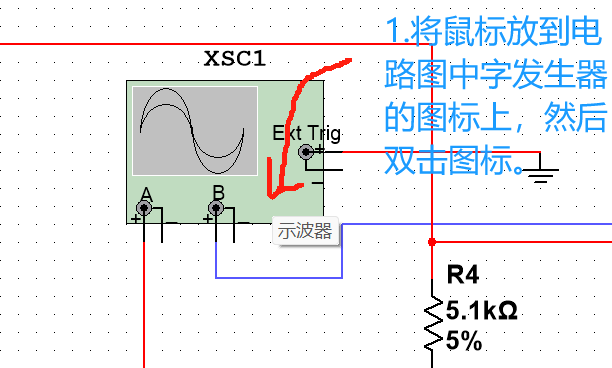 1.将鼠标放到电
路图中字发生器
的图标上，然后
双击图标。
XSC1
Ext Trig
+
−
A
B
+
−
+
−
示波器
R4
5.1kΩ
5%